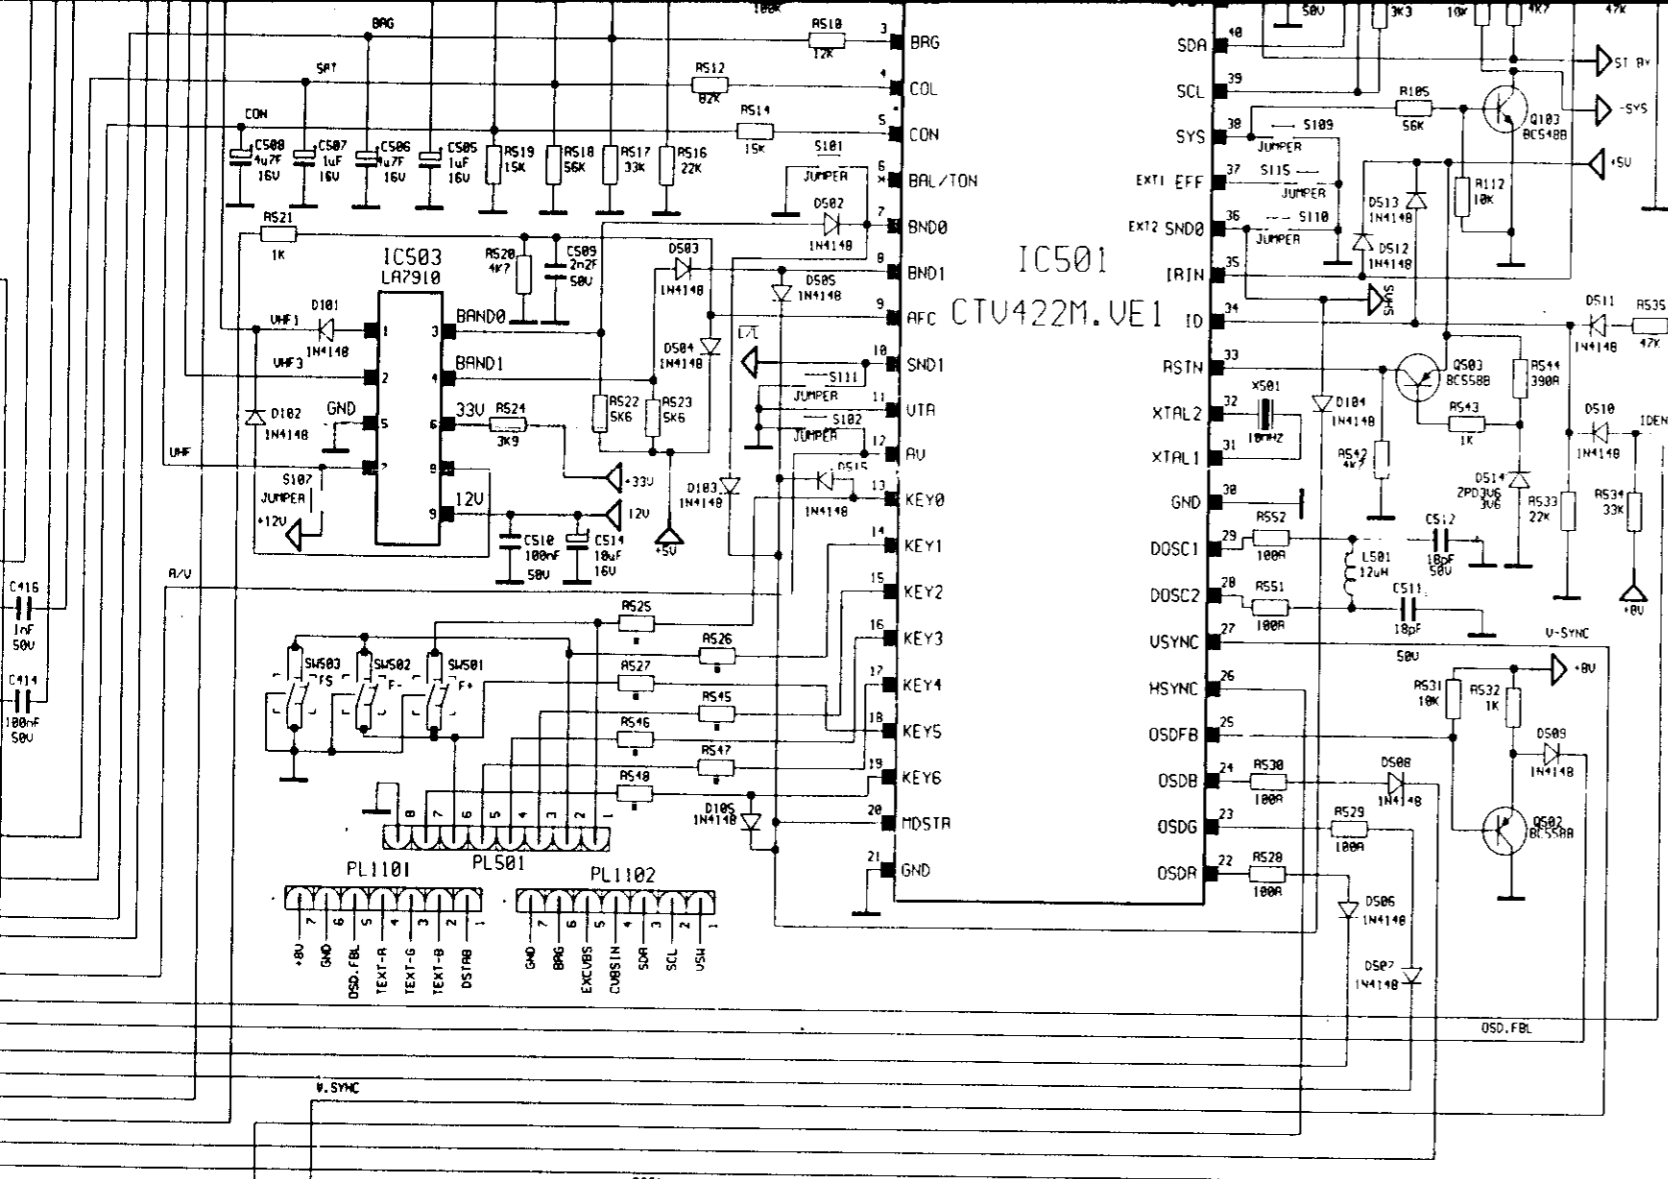 100K
BRG
R510
12K
3
BRG
SAT
R512
82K
4
COL
CON
R514
15K
5
CON
C508
4u7F
16V
C507
1uF
16V
C506
4u7F
16V
C505
1uF
16V
R519
15K
R518
56K
R517
33K
R516
22K
S101
JUMPER
6
BAL/TON
D502
1N4148
7
BND0
R521
1K
IC503
LA7910
R520
4K7
C509
2n2F
50V
D503
1N4148
D505
1N4148
8
BND1
9
AFC
VHF1
D101
1N4148
1
3
BAND0
D504
1N4148
10
SND1
VHF3
2
4
BAND1
S111
JUMPER
11
VTR
D102
1N4148
GND
5
6
33V
R524
3K9
R522
5K6
R523
5K6
S102
JUMPER
12
AV
UHF
S107
JUMPER
+12V
7
8
+33V
D103
1N4148
D515
1N4148
13
KEY0
9
12V
12V
+5V
C510
100nF
50V
C514
10uF
16V
14
KEY1
A/V
15
KEY2
C416
1nF
50V
R525
16
KEY3
R526
C414
100nF
50V
SW503
FS
SW502
F-
SW501
F+
R527
17
KEY4
R545
18
KEY5
R546
R547
19
KEY6
R548
D105
1N4148
20
MDSTR
8
7
6
5
4
3
2
1
PL501
21
GND
PL1101
7
6
5
4
3
2
1
+8V
GND
OSD.FBL
TEXT-R
TEXT-G
TEXT-B
DSTRB
PL1102
7
6
5
4
3
2
1
GND
BRG
EXCVBS
CVBSIN
SDA
SCL
VSW
V.SYNC
IC501
CTV422M.VE1
50V
3K3
10K
4K7
47K
SDA
40
ST BY
SCL
39
R105
56K
Q103
BC548B
-SYS
SYS
38
S109
JUMPER
+5V
EXT1 EFF
37
S115
JUMPER
D513
1N4148
R112
10K
EXT2 SND0
36
S110
JUMPER
D512
1N4148
IRIN
35
SVHS
ID
34
D511
1N4148
R535
47K
RSTN
33
Q503
BC558B
R544
390R
X501
10MHZ
XTAL2
32
D104
1N4148
R543
1K
D510
1N4148
IDEN
XTAL1
31
R542
4K7
D514
2PD3V6
3V6
GND
30
R533
22K
R534
33K
DOSC1
29
R552
100R
C512
18pF
50V
L501
12uH
DOSC2
28
R551
100R
C511
18pF
50V
+8V
VSYNC
27
V-SYNC
HSYNC
26
R531
10K
R532
1K
+8V
OSDFB
25
D509
1N4148
OSDB
24
R530
100R
D508
1N4148
OSDG
23
R529
100R
Q502
BC558B
OSDR
22
R528
100R
D506
1N4148
D507
1N4148
OSD.FBL